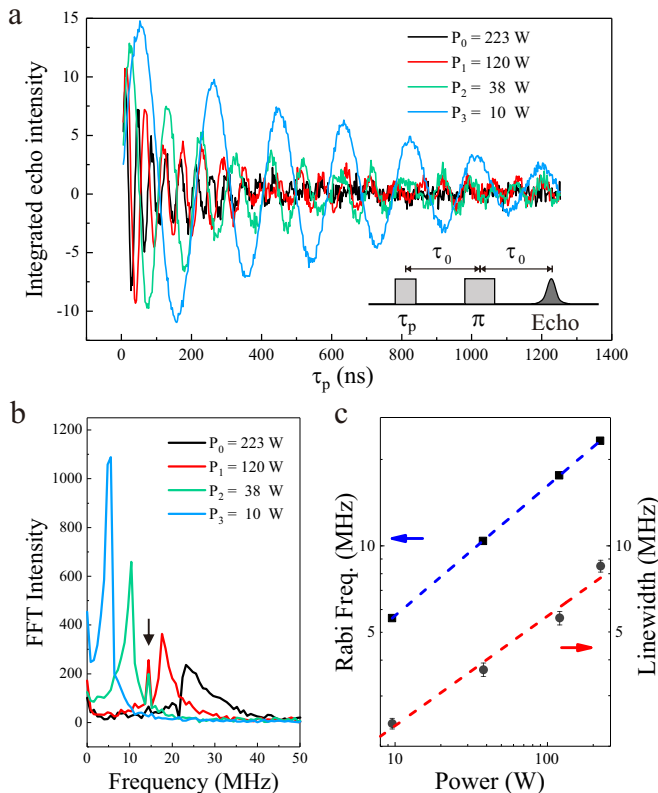 a
15
10
5
0
-5
-10
Integrated echo intensity
P0 = 223 W
P1 = 120 W
P2 = 38 W
P3 = 10 W
τ0 τ0
τp π Echo
0 200 400 600 800 1000 1200 1400
τp (ns)
b
1200
1000
800
600
400
200
0
FFT Intensity
P0 = 223 W
P1 = 120 W
P2 = 38 W
P3 = 10 W
0 10 20 30 40 50
Frequency (MHz)
c
10
5
Rabi Freq. (MHz)
10
5
Linewidth (MHz)
10 100
Power (W)